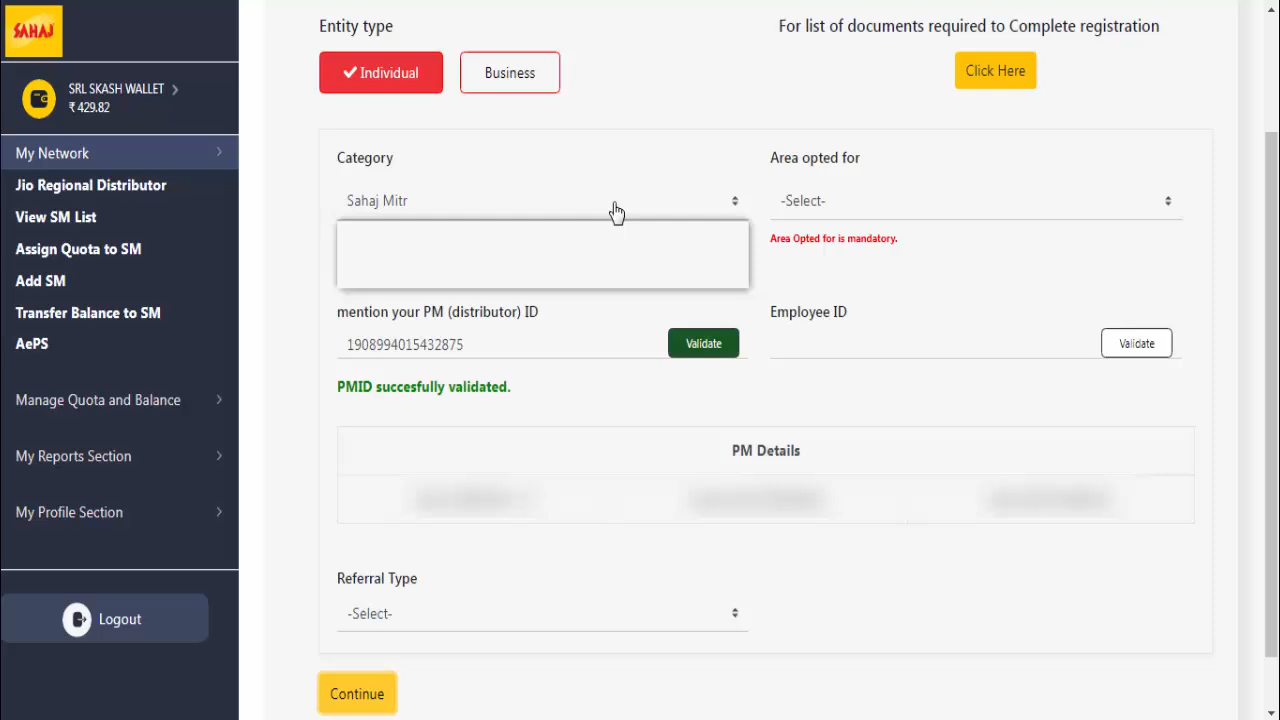 SAHAJ
SRL SKASH WALLET
₹ 429.82
My Network
Jio Regional Distributor
View SM List
Assign Quota to SM
Add SM
Transfer Balance to SM
AePS
Manage Quota and Balance
My Reports Section
My Profile Section
Logout
Entity type
Individual
Business
For list of documents required to Complete registration
Click Here
Category
Sahaj Mitr
Area opted for
-Select-
Area Opted for is mandatory.
mention your PM (distributor) ID
1908994015432875
Validate
PMID succesfully validated.
Employee ID
Validate
PM Details
Referral Type
-Select-
Continue